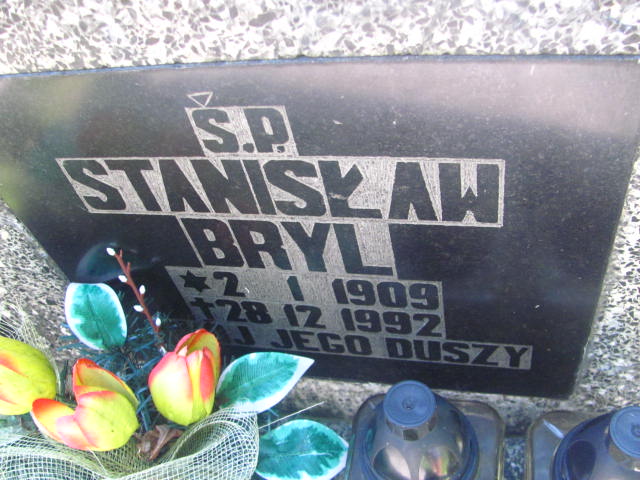 Ś.P.
STANISŁAW
BRYL
★ 2 1 1909
✝ 28 12 1992
JEGO DUSZY